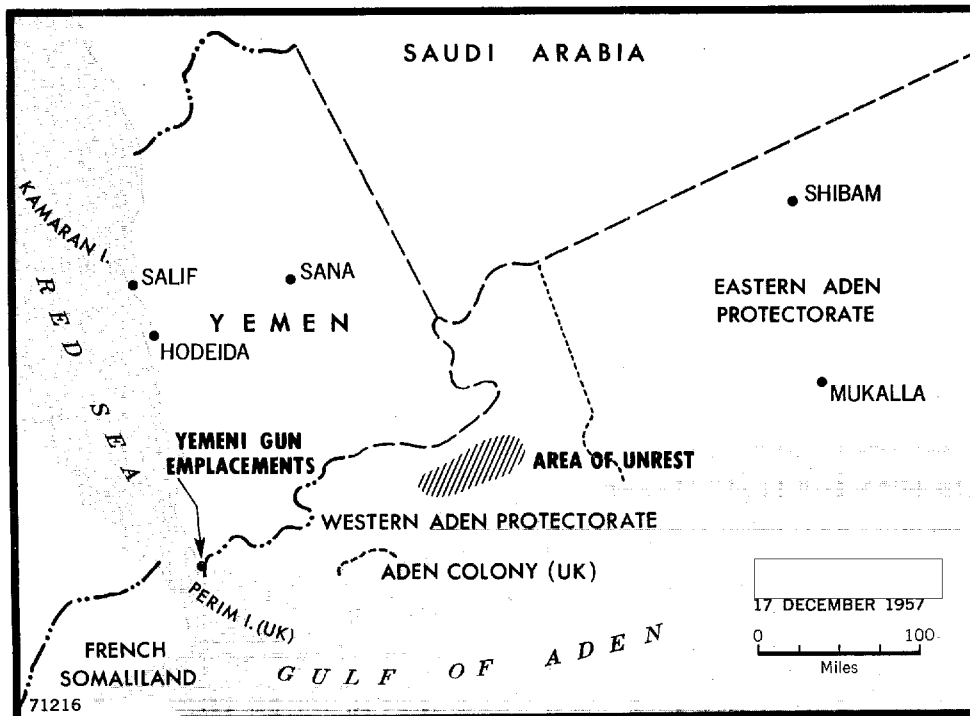 SAUDI ARABIA
KAMARAN I.
SHIBAM
SALIF
SANA
EASTERN ADEN
PROTECTORATE
RED SEA
YEMEN
HODEIDA
MUKALLA
YEMENI GUN
EMPLACEMENTS
AREA OF UNREST
WESTERN ADEN PROTECTORATE
ADEN COLONY (UK)
PERIM I. (UK)
17 DECEMBER 1957
0 100
Miles
FRENCH
SOMALILAND
GULF OF ADEN
71216